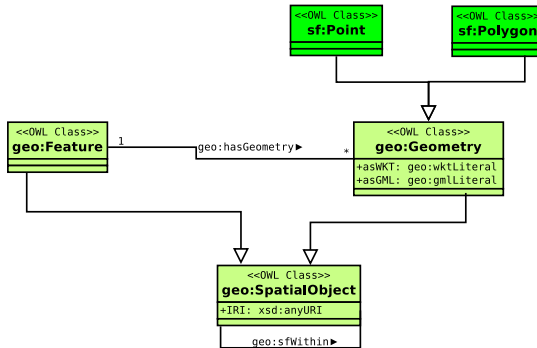 <<OWL Class>>
sf:Point
<<OWL Class>>
sf:Polygon
<<OWL Class>>
geo:Feature
1
geo:hasGeometry►
*
<<OWL Class>>
geo:Geometry
+asWKT: geo:wktLiteral
+asGML: geo:gmlLiteral
<<OWL Class>>
geo:SpatialObject
+IRI: xsd:anyURI
geo:sfWithin►